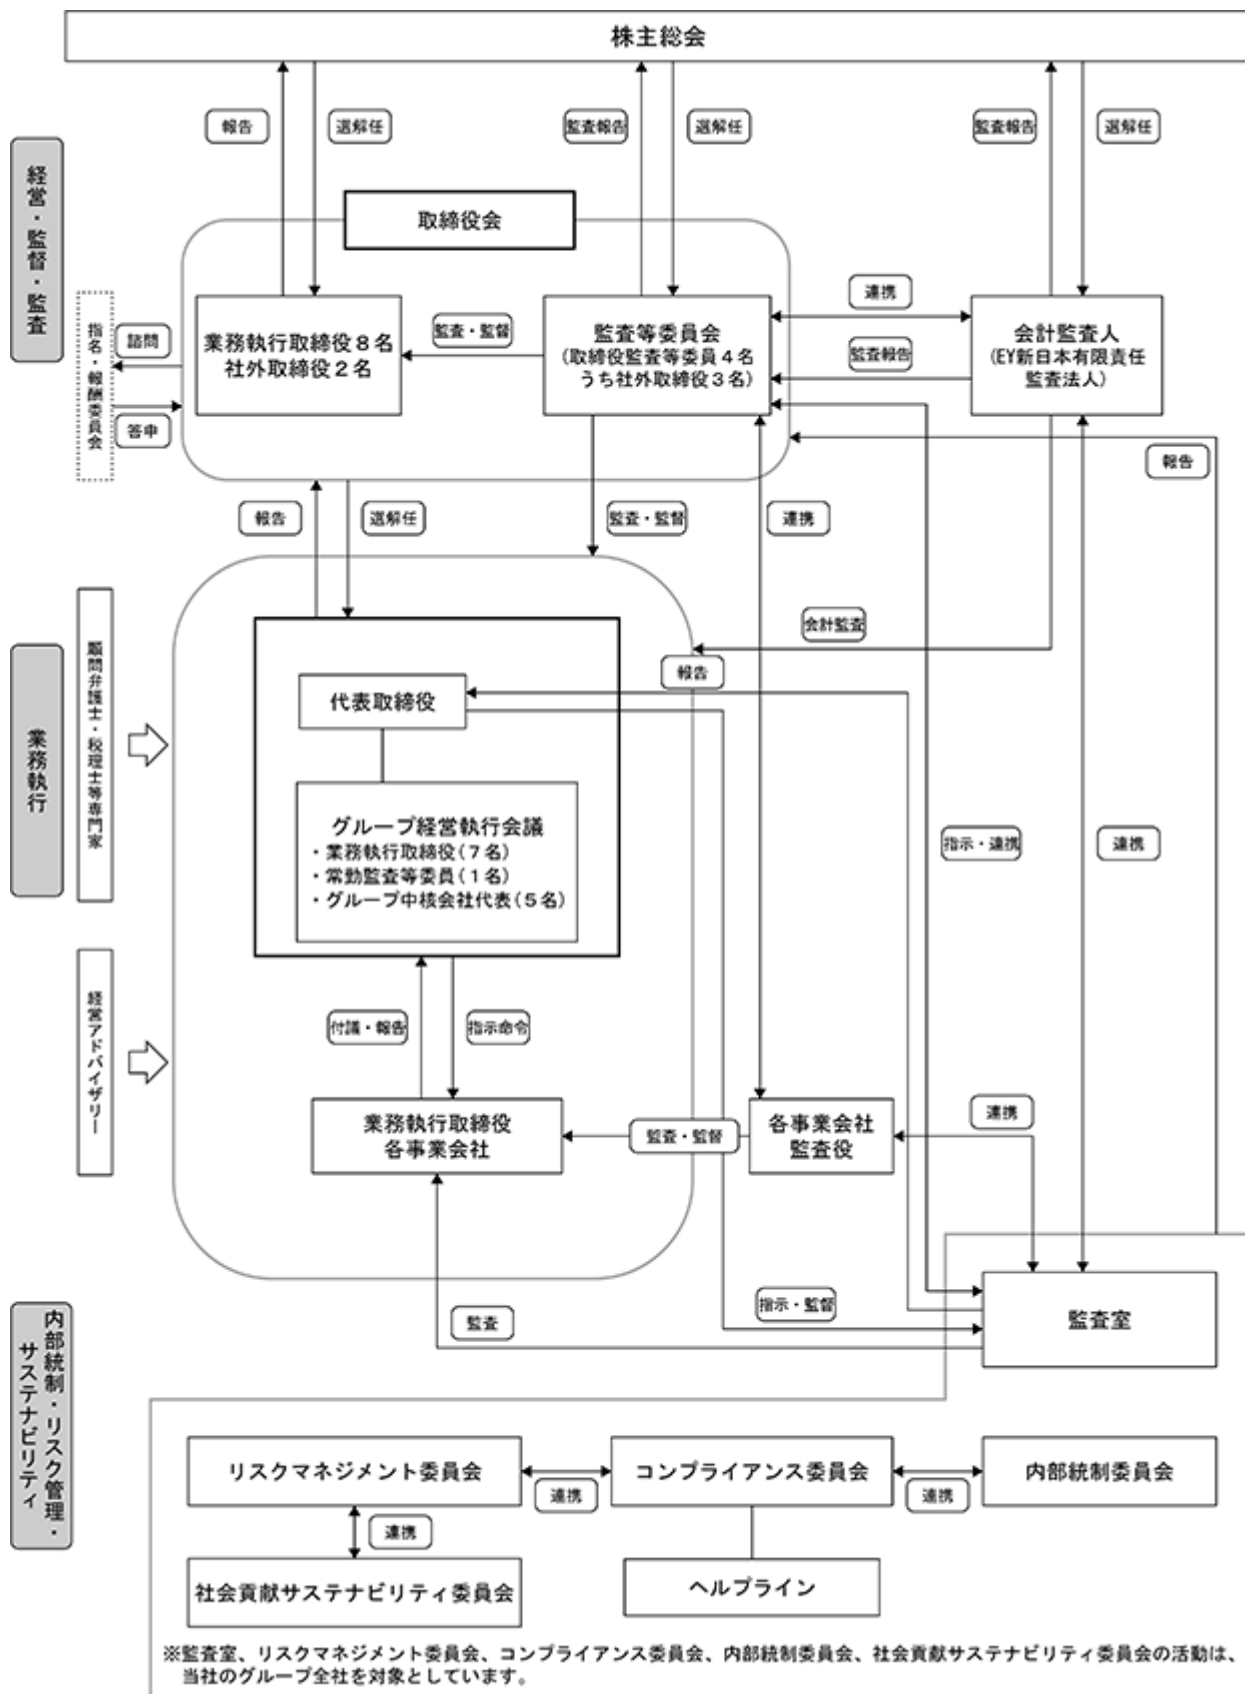 株主総会
報告
選解任
監査報告
選解任
監査報告
選解任
経営・監督・監査
取締役会
指名・報酬委員会
諮問
答申
業務執行取締役8名
社外取締役2名
監査・監督
監査等委員会
(取締役監査等委員4名
うち社外取締役3名)
連携
監査報告
会計監査人
(EY新日本有限責任
監査法人)
報告
報告
選解任
監査・監督
連携
業務執行
顧問弁護士・税理士等専門家
会計監査
報告
代表取締役
グループ経営執行会議
・業務執行取締役(7名)
・常勤監査等委員(1名)
・グループ中核会社代表(5名)
指示・連携
連携
経営アドバイザリー
付議・報告
指示命令
業務執行取締役
各事業会社
監査・監督
各事業会社
監査役
連携
内部統制・リスク管理・
サステナビリティ
監査
指示・監督
監査室
リスクマネジメント委員会
連携
コンプライアンス委員会
連携
内部統制委員会
連携
社会貢献サステナビリティ委員会
ヘルプライン
※監査室、リスクマネジメント委員会、コンプライアンス委員会、内部統制委員会、社会貢献サステナビリティ委員会の活動は、
当社のグループ全社を対象としています。